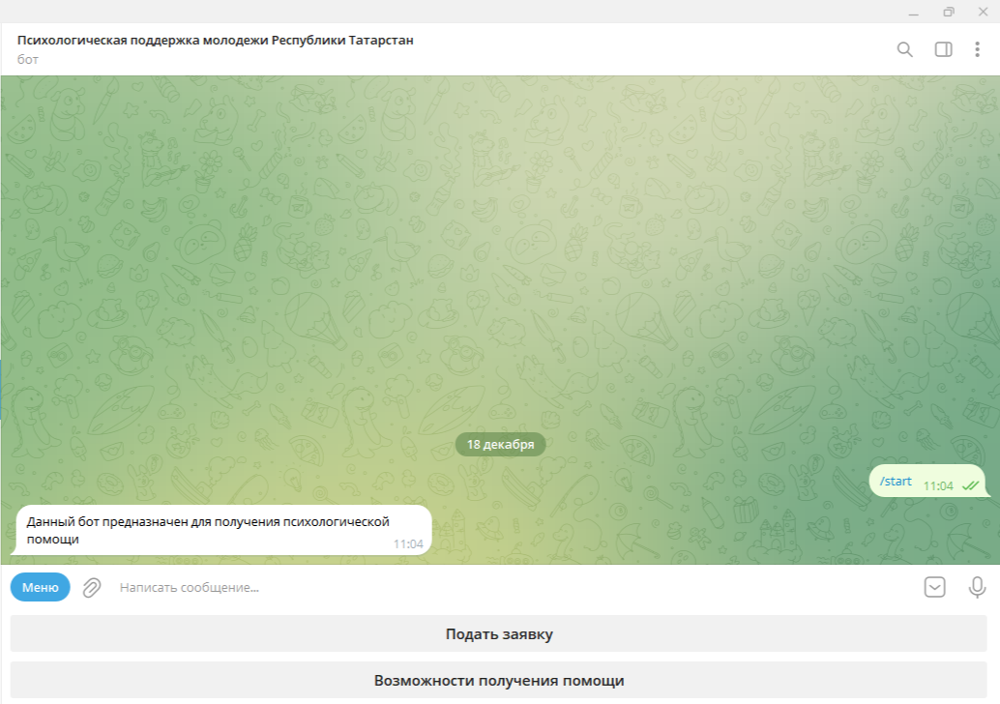 Психологическая поддержка молодежи Республики Татарстан
бот
18 декабря
/start 11:04
Данный бот предназначен для получения психологической
помощи 11:04
Меню Написать сообщение...
Подать заявку
Возможности получения помощи